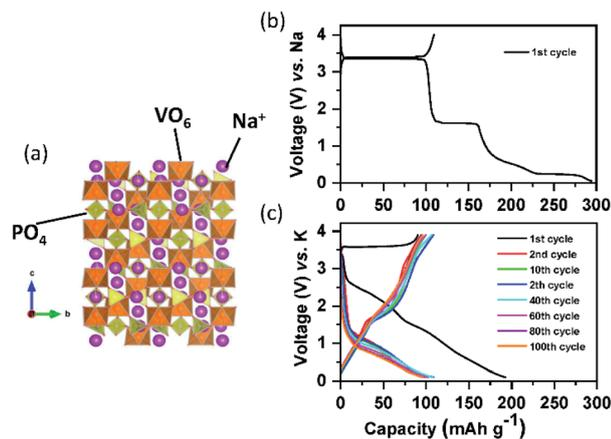 (a)
VO6
Na+
PO4
c
b
(b)
Voltage (V) vs. Na
4
3
2
1
0
1st cycle
0 50 100 150 200 250 300
(c)
Voltage (V) vs. K
4
3
2
1
0
1st cycle
2nd cycle
10th cycle
2th cycle
40th cycle
60th cycle
80th cycle
100th cycle
0 50 100 150 200 250 300
Capacity (mAh g-1)